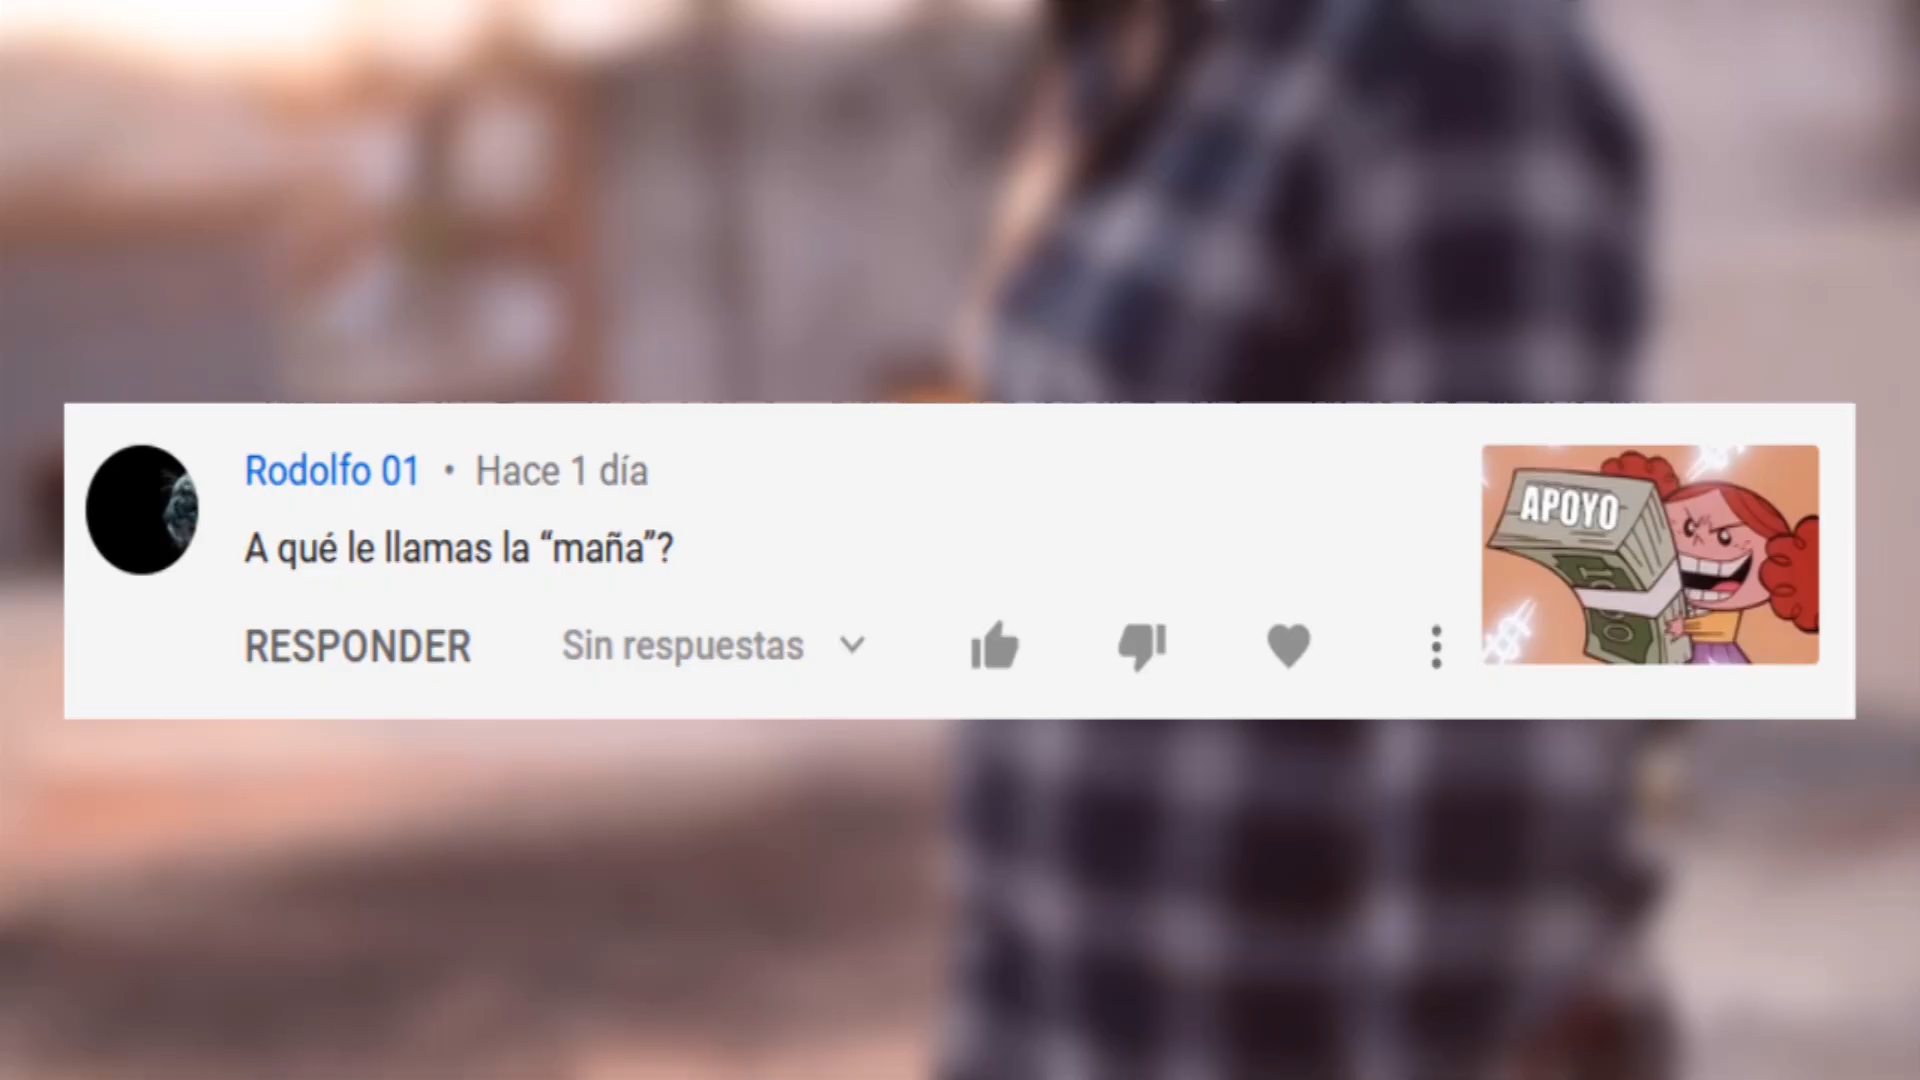 Rodolfo 01 • Hace 1 día
A qué le llamas la “maña”?
RESPONDER Sin respuestas
APOYO